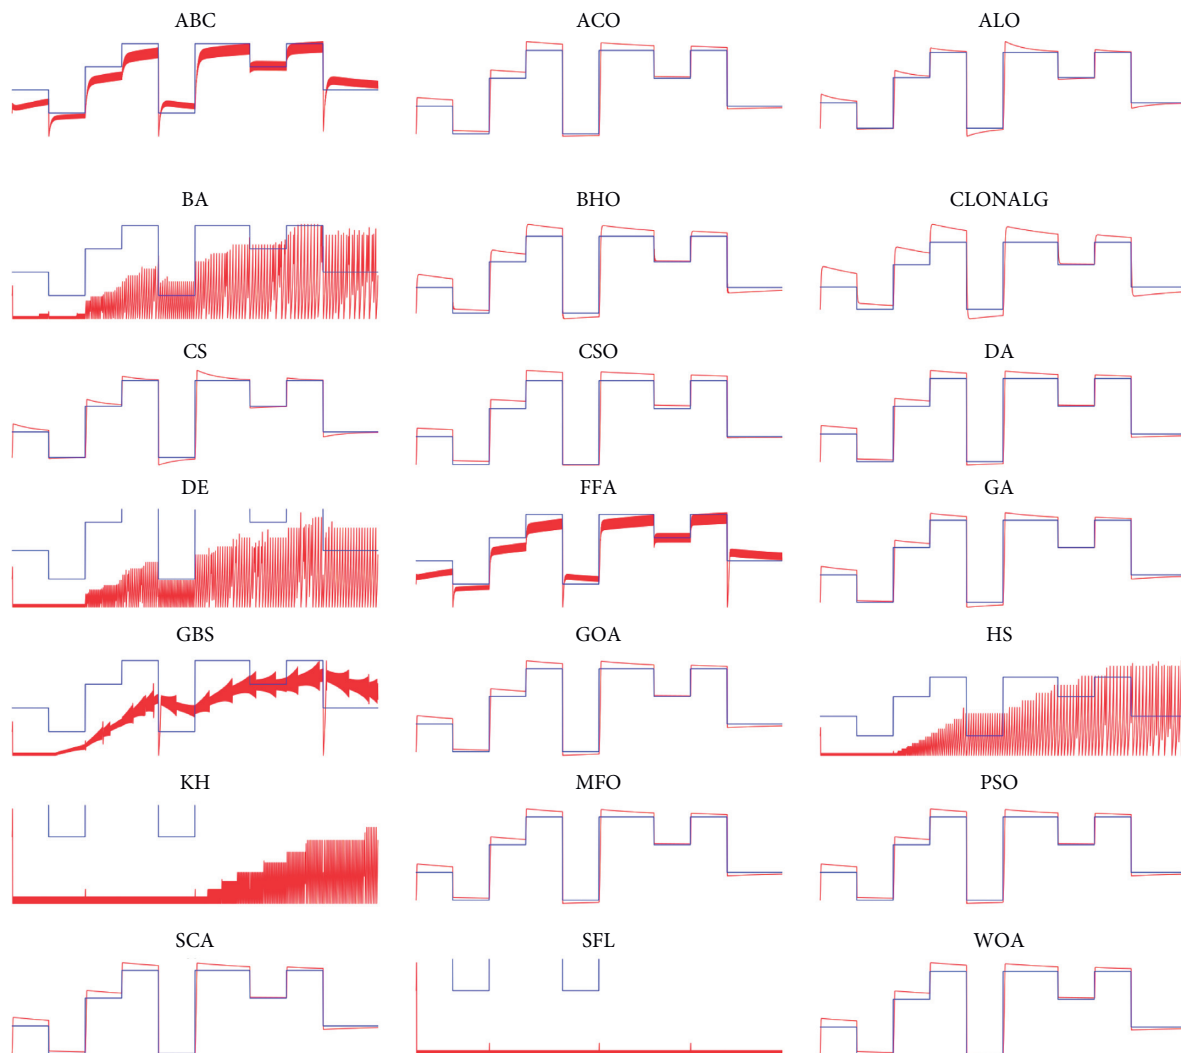 ABC
ACO
ALO
BA
BHO
CLONALG
CS
CSO
DA
DE
FFA
GA
GBS
GOA
HS
KH
MFO
PSO
SCA
SFL
WOA